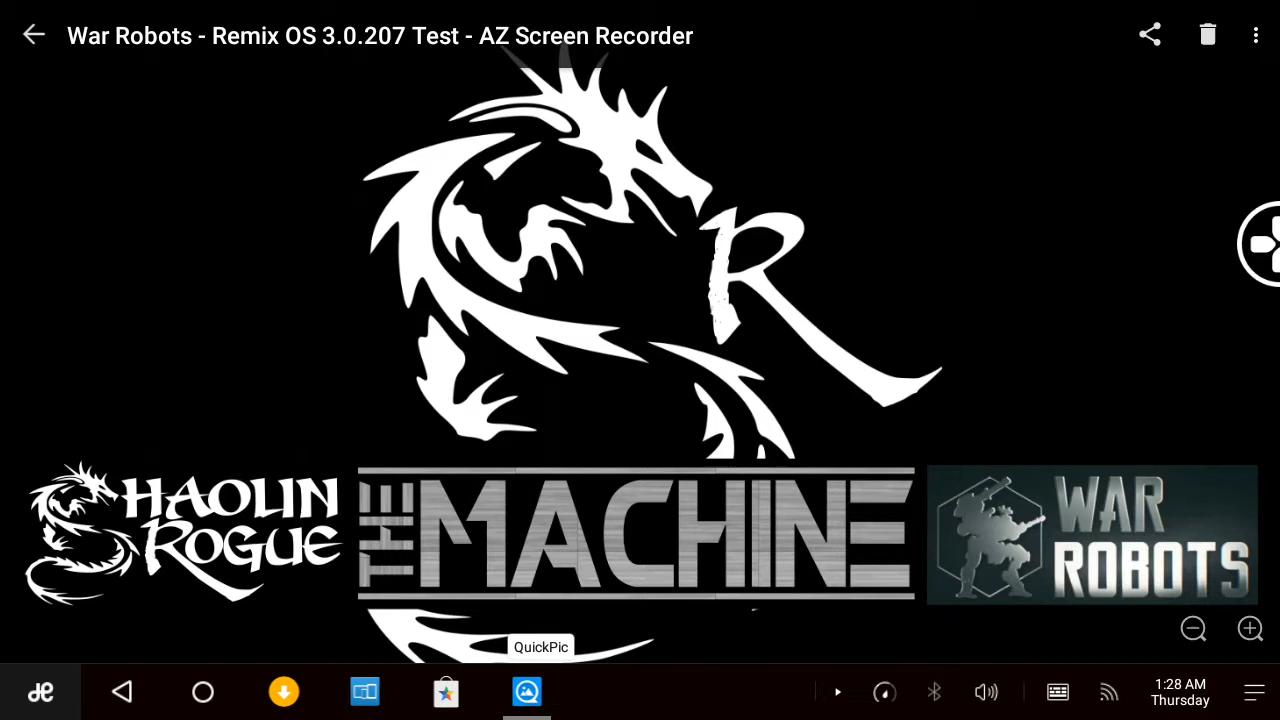 War Robots - Remix OS 3.0.207 Test - AZ Screen Recorder
R
SHAOLIN
ROGUE
THE MACHINE
WAR
ROBOTS
QuickPic
1:28 AM
Thursday